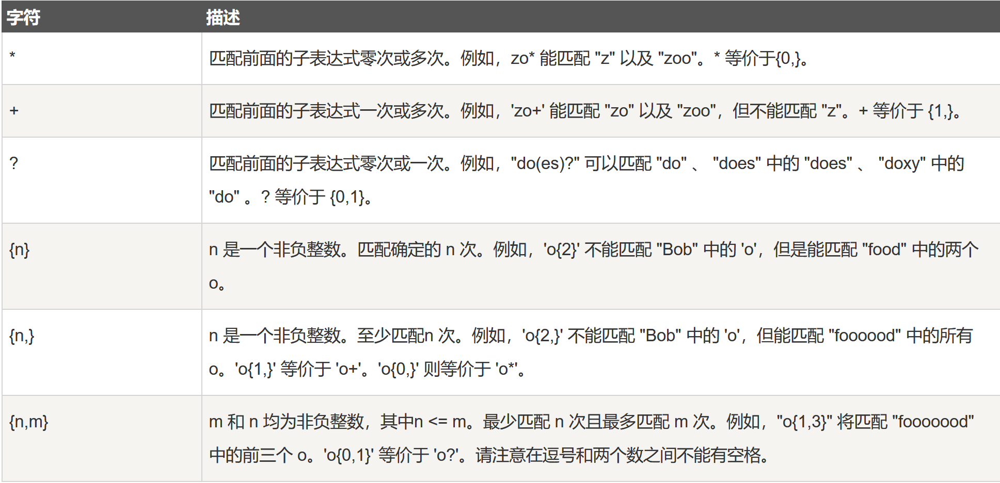 字符 描述
* 匹配前面的子表达式零次或多次。例如，zo* 能匹配 "z" 以及 "zoo"。* 等价于{0,}。
+ 匹配前面的子表达式一次或多次。例如，'zo+' 能匹配 "zo" 以及 "zoo"，但不能匹配 "z"。+ 等价于 {1,}。
? 匹配前面的子表达式零次或一次。例如，"do(es)?" 可以匹配 "do" 、 "does" 中的 "does" 、 "doxy" 中的
"do" 。? 等价于 {0,1}。
{n} n 是一个非负整数。匹配确定的 n 次。例如，'o{2}' 不能匹配 "Bob" 中的 'o'，但是能匹配 "food" 中的两个
o。
{n,} n 是一个非负整数。至少匹配n 次。例如，'o{2,}' 不能匹配 "Bob" 中的 'o'，但能匹配 "foooood" 中的所有
o。'o{1,}' 等价于 'o+'。'o{0,}' 则等价于 'o*'。
{n,m} m 和 n 均为非负整数，其中n <= m。最少匹配 n 次且最多匹配 m 次。例如，"o{1,3}" 将匹配 "fooooood"
中的前三个 o。'o{0,1}' 等价于 'o?'。请注意在逗号和两个数之间不能有空格。